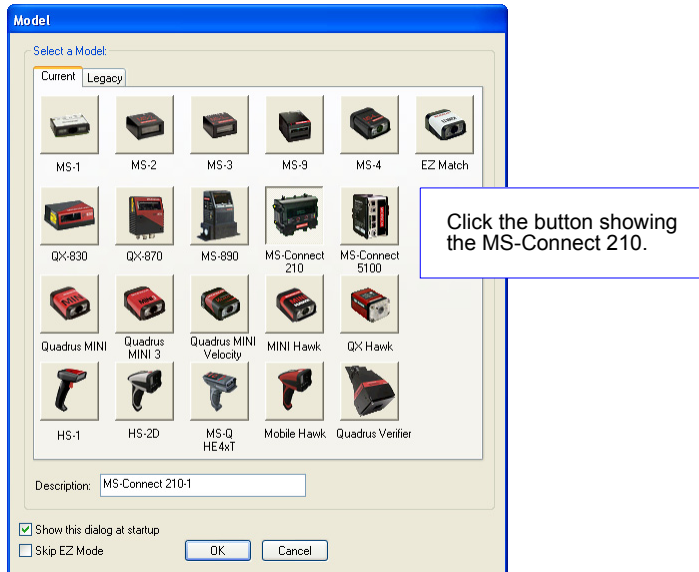 Model
Select a Model:
Current Legacy
MS-1 MS-2 MS-3 MS-9 MS-4 EZ Match
QX-830 QX-870 MS-890 MS-Connect 210 MS-Connect 5100
Click the button showing
the MS-Connect 210.
Quadrus MINI Quadrus MINI 3 Quadrus MINI Velocity MINI Hawk QX Hawk
HS-1 HS-2D MS-Q HE4xT Mobile Hawk Quadrus Verifier
Description: MS-Connect 210-1
Show this dialog at startup
Skip EZ Mode
OK Cancel